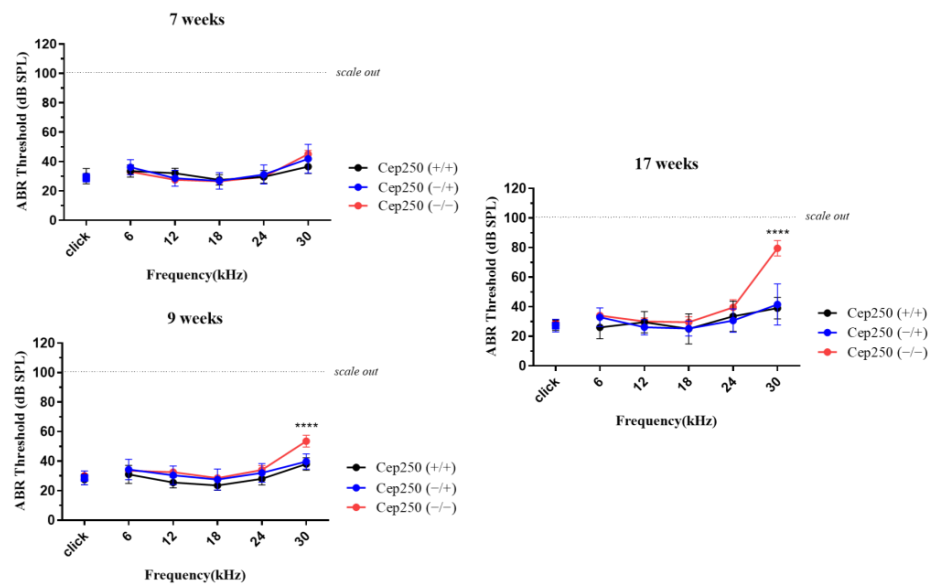 7 weeks
120
100
80
60
40
20
0
ABR Threshold (dB SPL)
scale out
click
6
12
18
24
30
Frequency(kHz)
Cep250 (+/+)
Cep250 (−/+)
Cep250 (−/−)
9 weeks
120
100
80
60
40
20
0
ABR Threshold (dB SPL)
scale out
****
click
6
12
18
24
30
Frequency(kHz)
Cep250 (+/+)
Cep250 (−/+)
Cep250 (−/−)
17 weeks
120
100
80
60
40
20
0
ABR Threshold (dB SPL)
scale out
****
click
6
12
18
24
30
Frequency(kHz)
Cep250 (+/+)
Cep250 (−/+)
Cep250 (−/−)